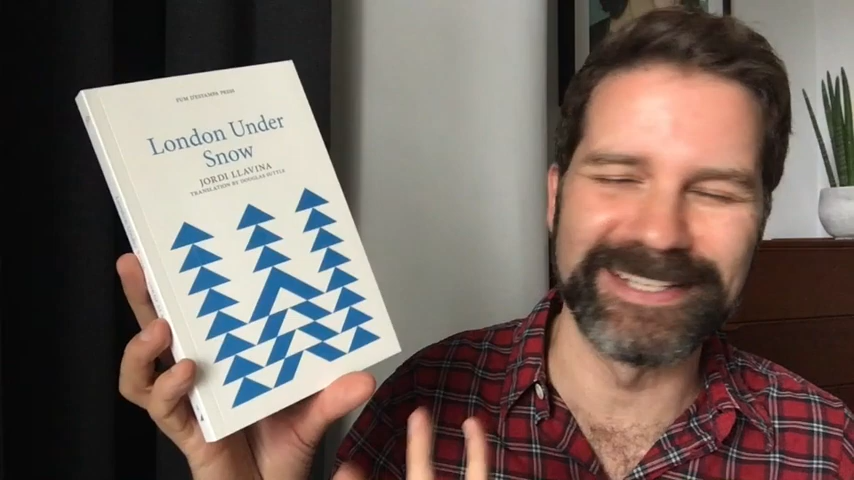 FUM D'ESTAMPA PRESS
London Under
Snow
JORDI LLAVINA
TRANSLATION BY DOUGLAS SUTTLE